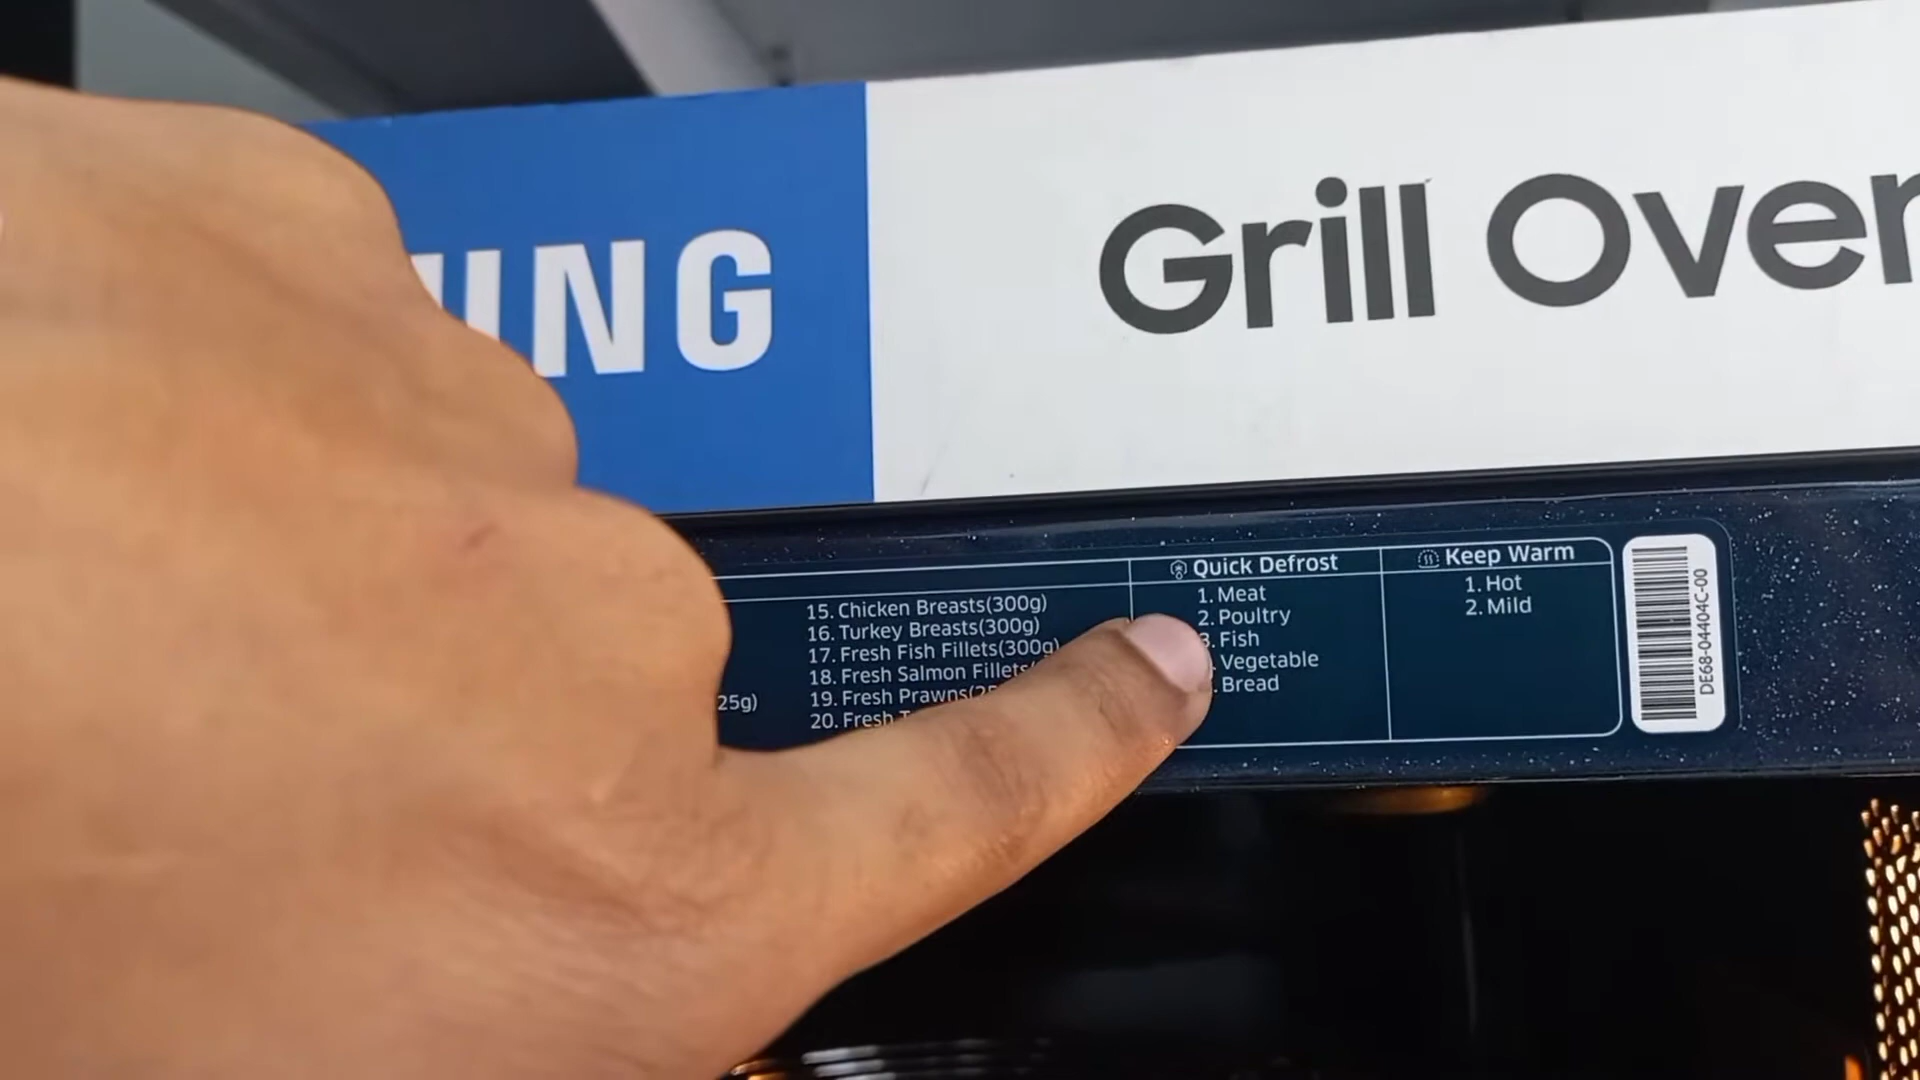 UNG
Grill Oven
25g)
15. Chicken Breasts(300g)
16. Turkey Breasts(300g)
17. Fresh Fish Fillets(300g)
18. Fresh Salmon Fillets(
19. Fresh Prawns(25
20. Fresh
Quick Defrost
1. Meat
2. Poultry
3. Fish
. Vegetable
. Bread
Keep Warm
1. Hot
2. Mild
DE68-04404C-00